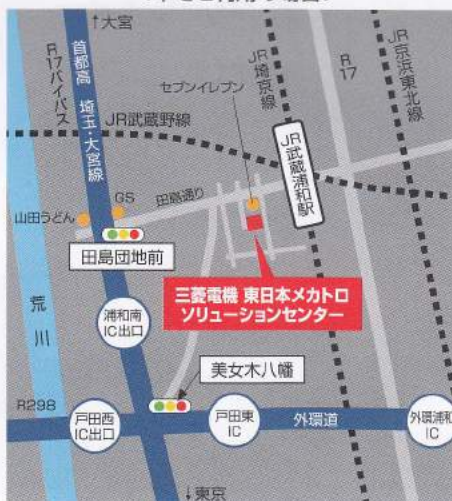 ↑大宮
R17バイパス
首都高 埼玉・大宮線
JR武蔵野線
セブンイレブン
JR埼京線
R17
JR京浜東北線
JR武蔵浦和駅
GS
田島通り
山田うどん
田島団地前
三菱電機 東日本メカトロ
ソリューションセンター
荒川
浦和南
IC出口
美女木八幡
R298
戸田西
IC出口
戸田東
IC
外環道
外環浦和
IC
↓東京